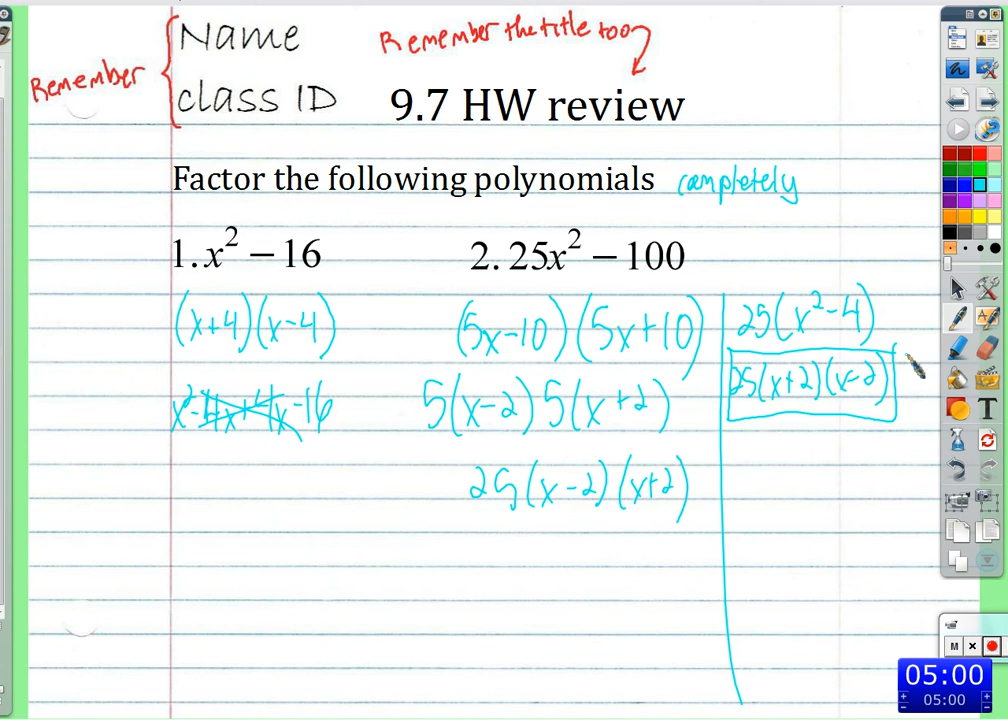 Name
Remember the title too
Remember
class ID
9.7 HW review
Factor the following polynomials completely
1. x² − 16
2. 25x² − 100
(x+4)(x−4)
x²−4x+4x−16
(5x−10)(5x+10)
5(x−2)5(x+2)
25(x−2)(x+2)
25(x²−4)
25(x+2)(x−2)
T
M X
05:00
05:00